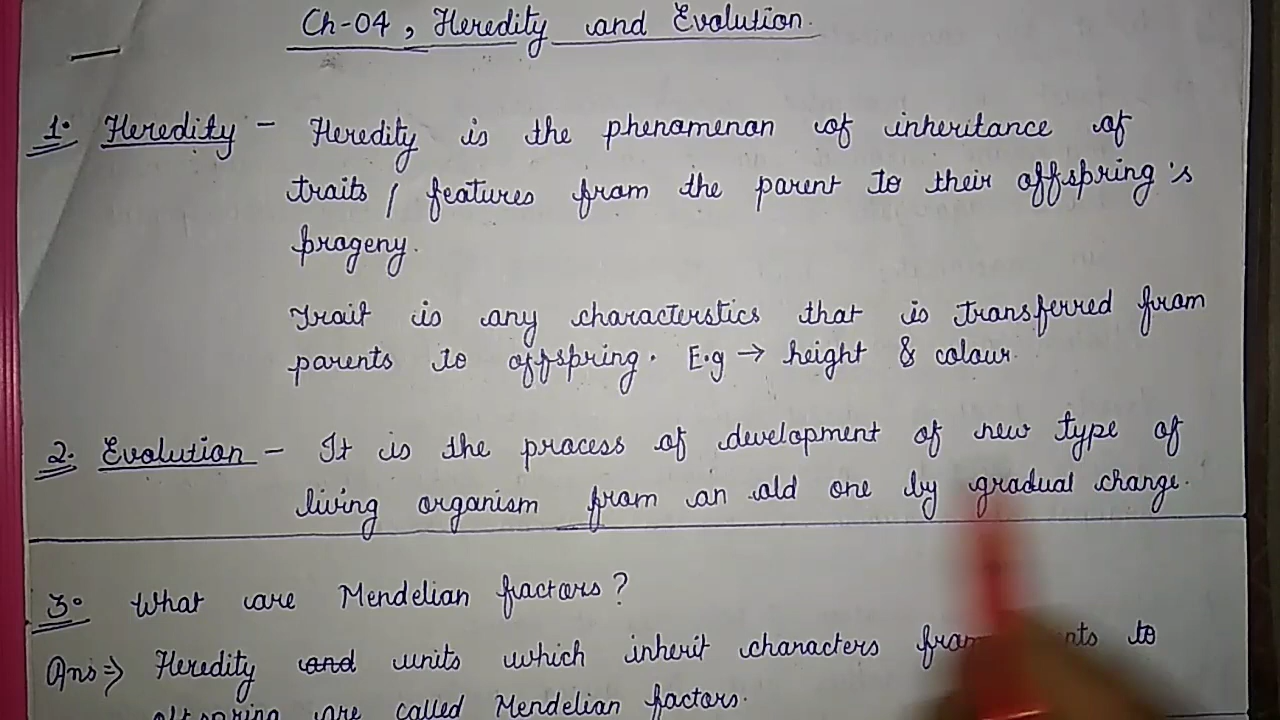 Ch-04, Heredity and Evolution.
1. Heredity - Heredity is the phenomenan of inheritance of
traits / features from the parent to their offspring's
progeny.
Trait is any characterstics that is transferred from
parents to offspring. E.g → height & colour.
2. Evolution - It is the process of development of new type of
living organism from an old one by gradual change.
3. What are Mendelian factors?
Ans⇒ Heredity and units which inherit characters to
offspring are called Mendelian factors.